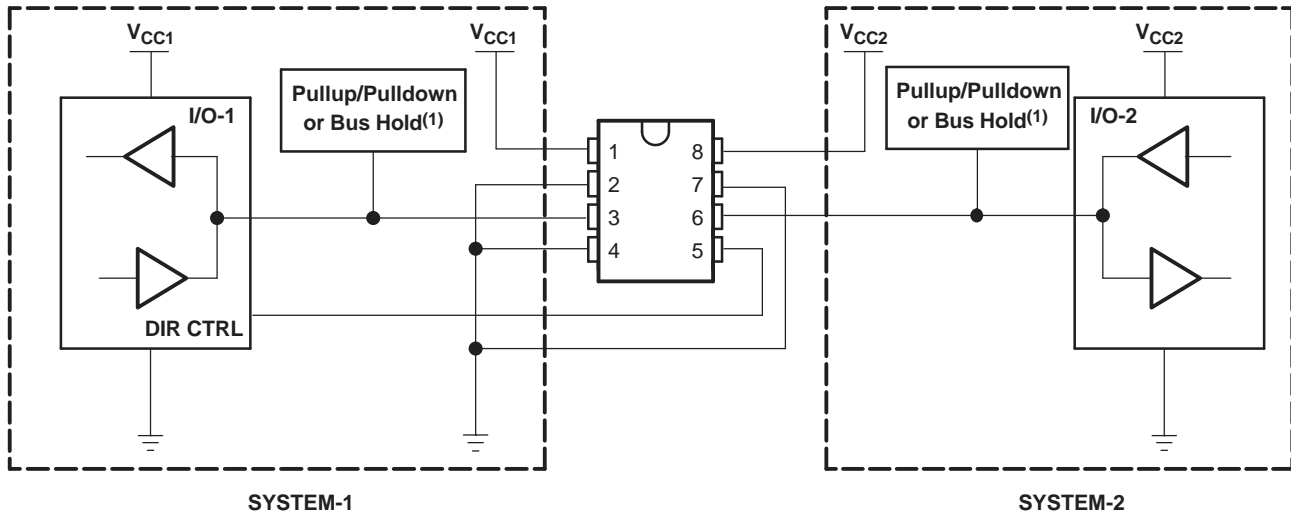 VCC1
VCC1
VCC2
VCC2
Pullup/Pulldown
or Bus Hold(1)
Pullup/Pulldown
or Bus Hold(1)
I/O-1
I/O-2
1
8
2
7
3
6
4
5
DIR CTRL
SYSTEM-1
SYSTEM-2